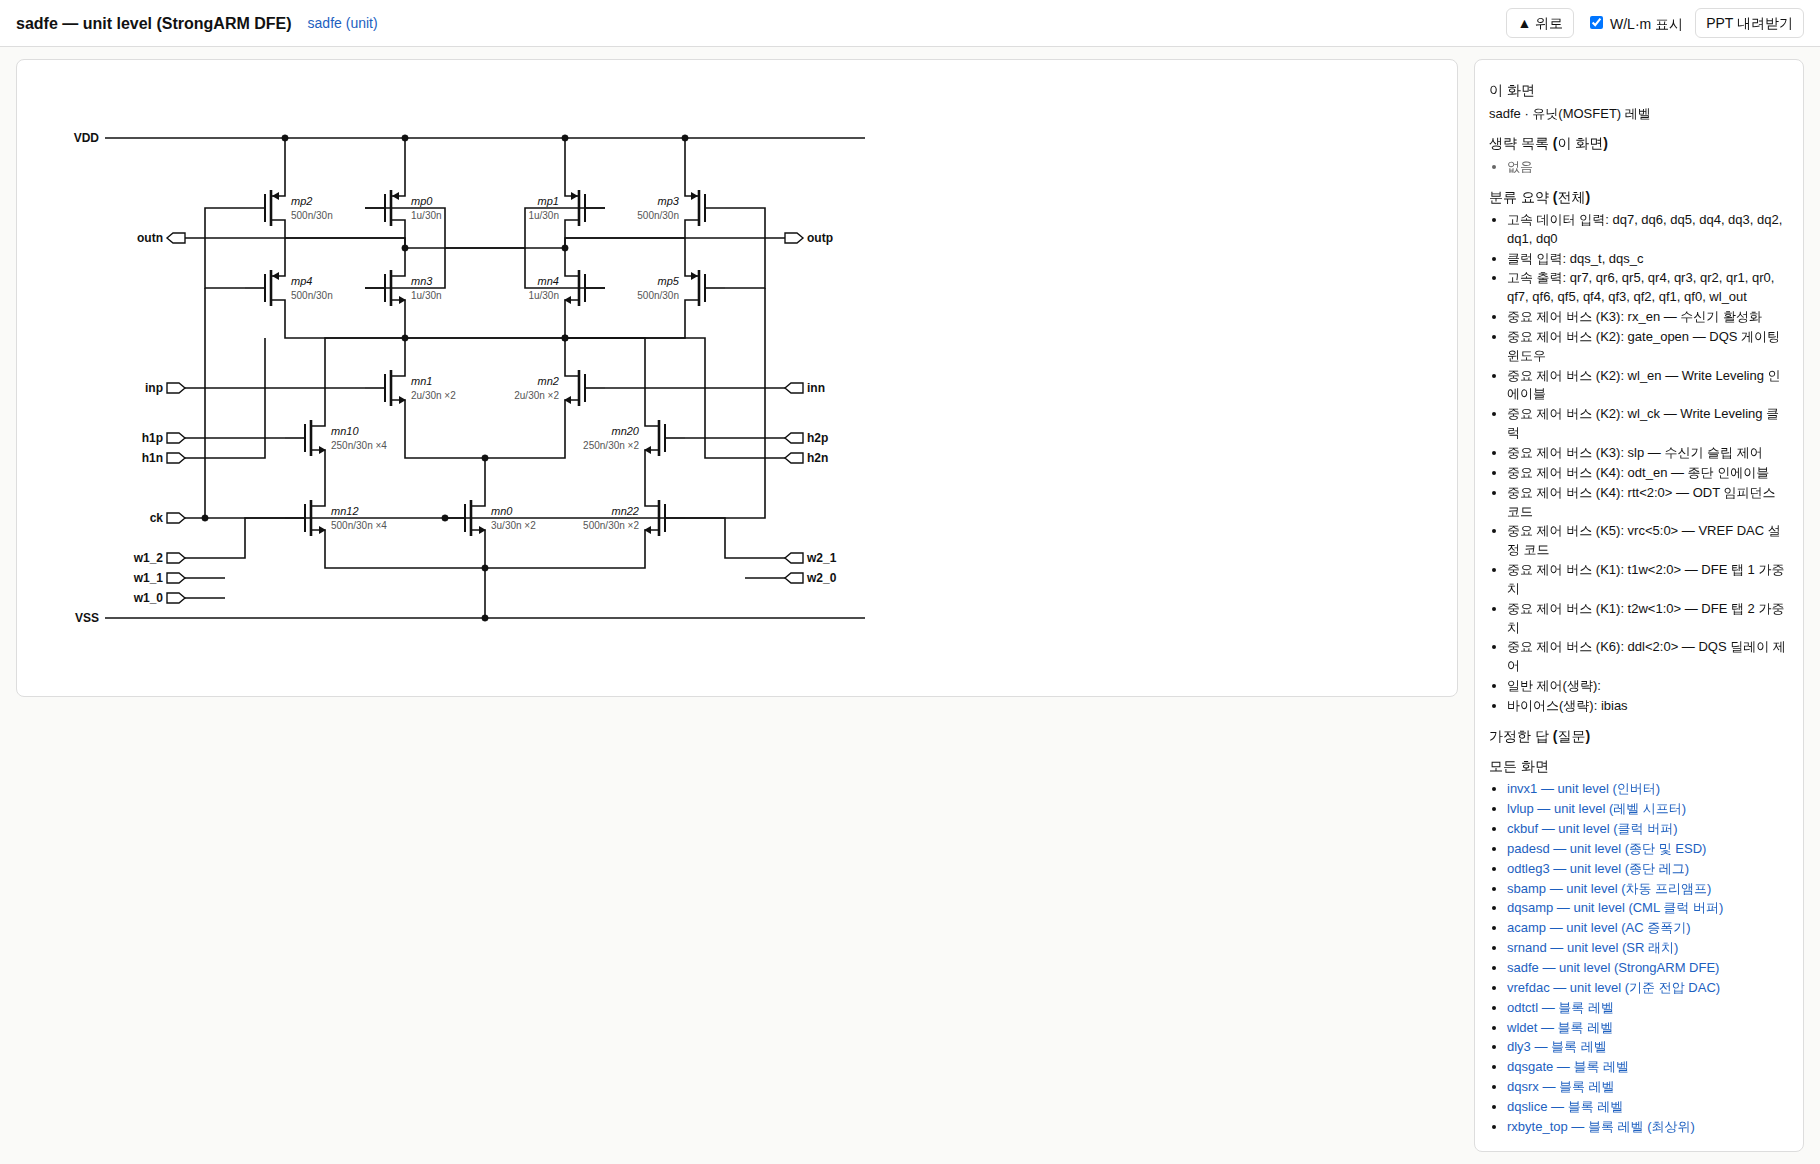 sadfe — unit level (StrongARM DFE) sadfe (unit)
▲ 위로 W/L·m 표시 PPT 내려받기
VDD
mp2 mp0 mp1 mp3
500n/30n 1u/30n 1u/30n 500n/30n
outn outp
mp4 mn3 mn4 mp5
500n/30n 1u/30n 1u/30n 500n/30n
inp mn1 mn2 inn
2u/30n ×2 2u/30n ×2
h1p mn10 mn20 h2p
250n/30n ×4 250n/30n ×2
h1n h2n
ck mn12 mn0 mn22
500n/30n ×4 3u/30n ×2 500n/30n ×2
w1_2 w2_1
w1_1 w2_0
w1_0
VSS
이 화면
sadfe · 유닛(MOSFET) 레벨
생략 목록 (이 화면)
없음
분류 요약 (전체)
고속 데이터 입력: dq7, dq6, dq5, dq4, dq3, dq2,
dq1, dq0
클럭 입력: dqs_t, dqs_c
고속 출력: qr7, qr6, qr5, qr4, qr3, qr2, qr1, qr0,
qf7, qf6, qf5, qf4, qf3, qf2, qf1, qf0, wl_out
중요 제어 버스 (K3): rx_en — 수신기 활성화
중요 제어 버스 (K2): gate_open — DQS 게이팅
윈도우
중요 제어 버스 (K2): wl_en — Write Leveling 인
에이블
중요 제어 버스 (K2): wl_ck — Write Leveling 클
럭
중요 제어 버스 (K3): slp — 수신기 슬립 제어
중요 제어 버스 (K4): odt_en — 종단 인에이블
중요 제어 버스 (K4): rtt<2:0> — ODT 임피던스
코드
중요 제어 버스 (K5): vrc<5:0> — VREF DAC 설
정 코드
중요 제어 버스 (K1): t1w<2:0> — DFE 탭 1 가중
치
중요 제어 버스 (K1): t2w<1:0> — DFE 탭 2 가중
치
중요 제어 버스 (K6): ddl<2:0> — DQS 딜레이 제
어
일반 제어(생략):
바이어스(생략): ibias
가정한 답 (질문)
모든 화면
invx1 — unit level (인버터)
lvlup — unit level (레벨 시프터)
ckbuf — unit level (클럭 버퍼)
padesd — unit level (종단 및 ESD)
odtleg3 — unit level (종단 레그)
sbamp — unit level (차동 프리앰프)
dqsamp — unit level (CML 클럭 버퍼)
acamp — unit level (AC 증폭기)
srnand — unit level (SR 래치)
sadfe — unit level (StrongARM DFE)
vrefdac — unit level (기준 전압 DAC)
odtctl — 블록 레벨
wldet — 블록 레벨
dly3 — 블록 레벨
dqsgate — 블록 레벨
dqsrx — 블록 레벨
dqslice — 블록 레벨
rxbyte_top — 블록 레벨 (최상위)